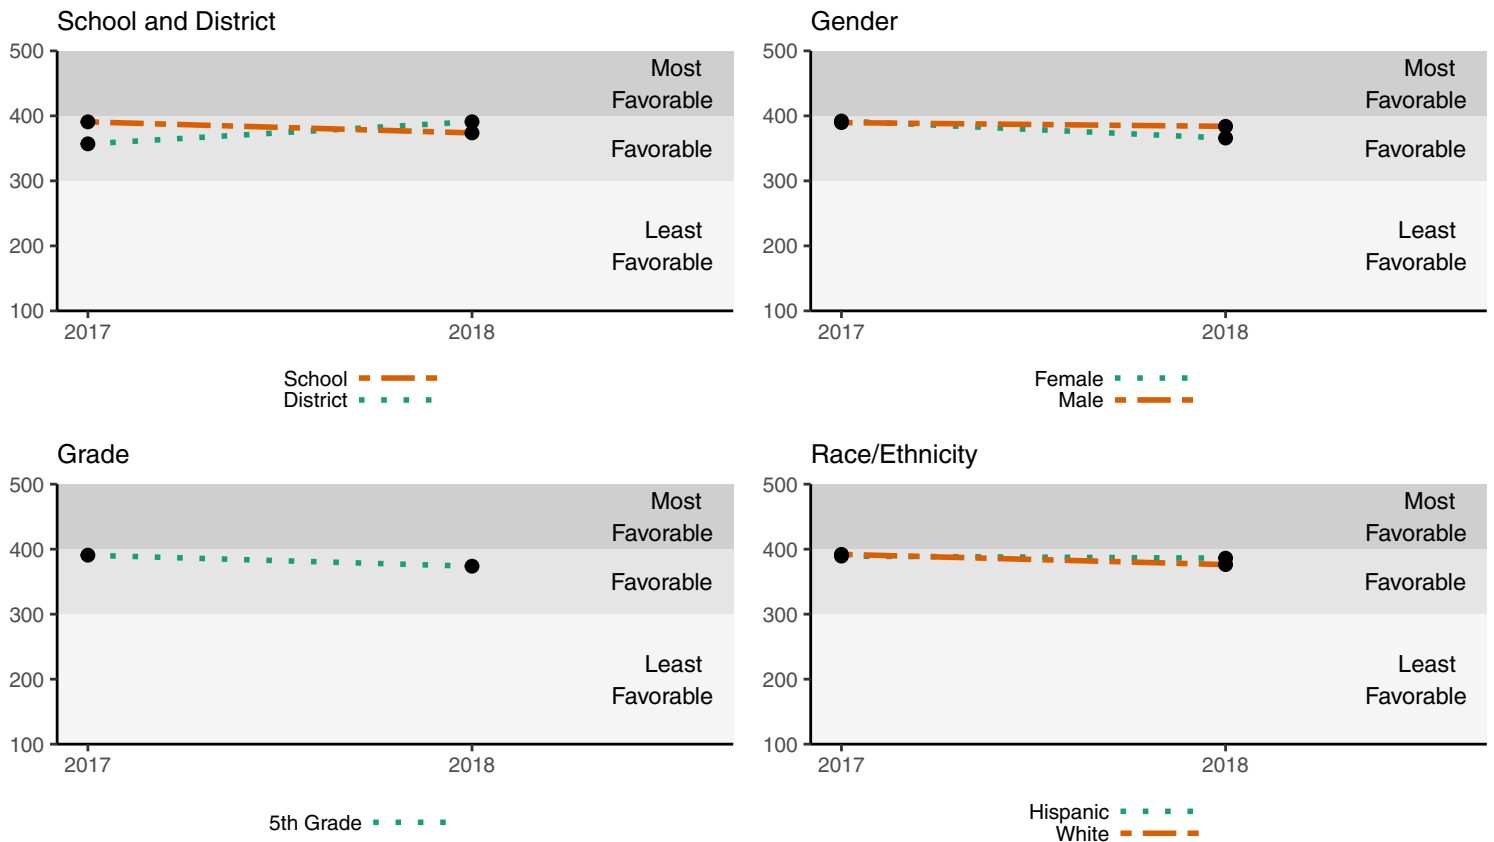 School and District
500
400
300
200
100
Most
Favorable
Favorable
Least
Favorable
2017 2018
School
District
Gender
500
400
300
200
100
Most
Favorable
Favorable
Least
Favorable
2017 2018
Female
Male
Grade
500
400
300
200
100
Most
Favorable
Favorable
Least
Favorable
2017 2018
5th Grade
Race/Ethnicity
500
400
300
200
100
Most
Favorable
Favorable
Least
Favorable
2017 2018
Hispanic
White